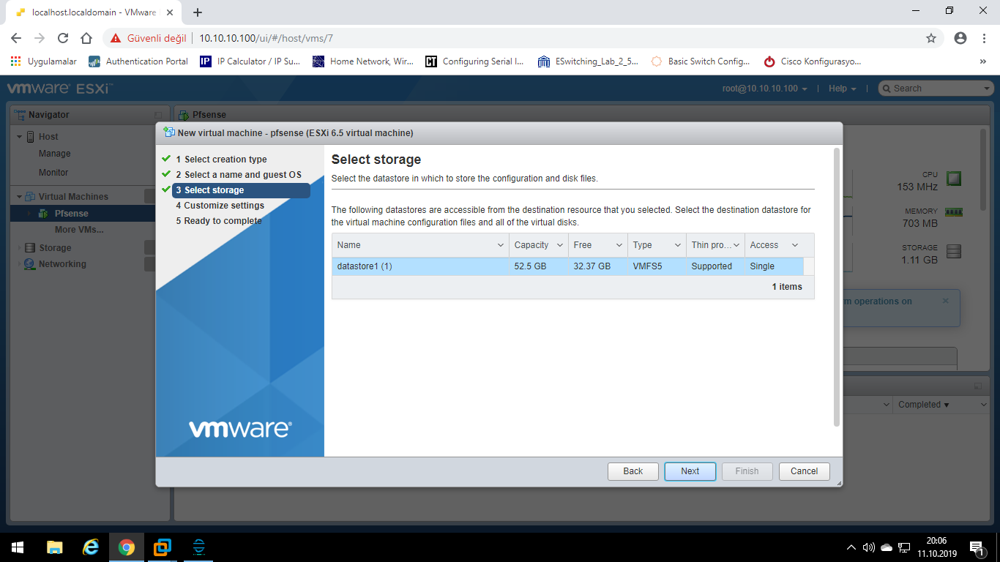 localhost.localdomain - VMware
Güvenli değil
10.10.10.100/ui/#/host/vms/7
Uygulamalar
Authentication Portal
IP
IP Calculator / IP Su...
Home Network, Wir...
CT
Configuring Serial I...
ESwitching_Lab_2_5...
Basic Switch Config...
Cisco Konfigurasyo...
»
vmware ESXi™
root@10.10.10.100
Help
Search
Navigator
Pfsense
Host
Manage
Monitor
Virtual Machines
Pfsense
More VMs...
Storage
Networking
New virtual machine - pfsense (ESXi 6.5 virtual machine)
1 Select creation type
2 Select a name and guest OS
3 Select storage
4 Customize settings
5 Ready to complete
vmware®
Select storage
Select the datastore in which to store the configuration and disk files.
The following datastores are accessible from the destination resource that you selected. Select the destination datastore for
the virtual machine configuration files and all of the virtual disks.
Name Capacity Free Type Thin pro... Access
datastore1 (1) 52.5 GB 32.37 GB VMFS5 Supported Single
1 items
Back
Next
Finish
Cancel
CPU
153 MHz
MEMORY
703 MB
STORAGE
1.11 GB
m operations on
Completed ▼
20:06
11.10.2019
1